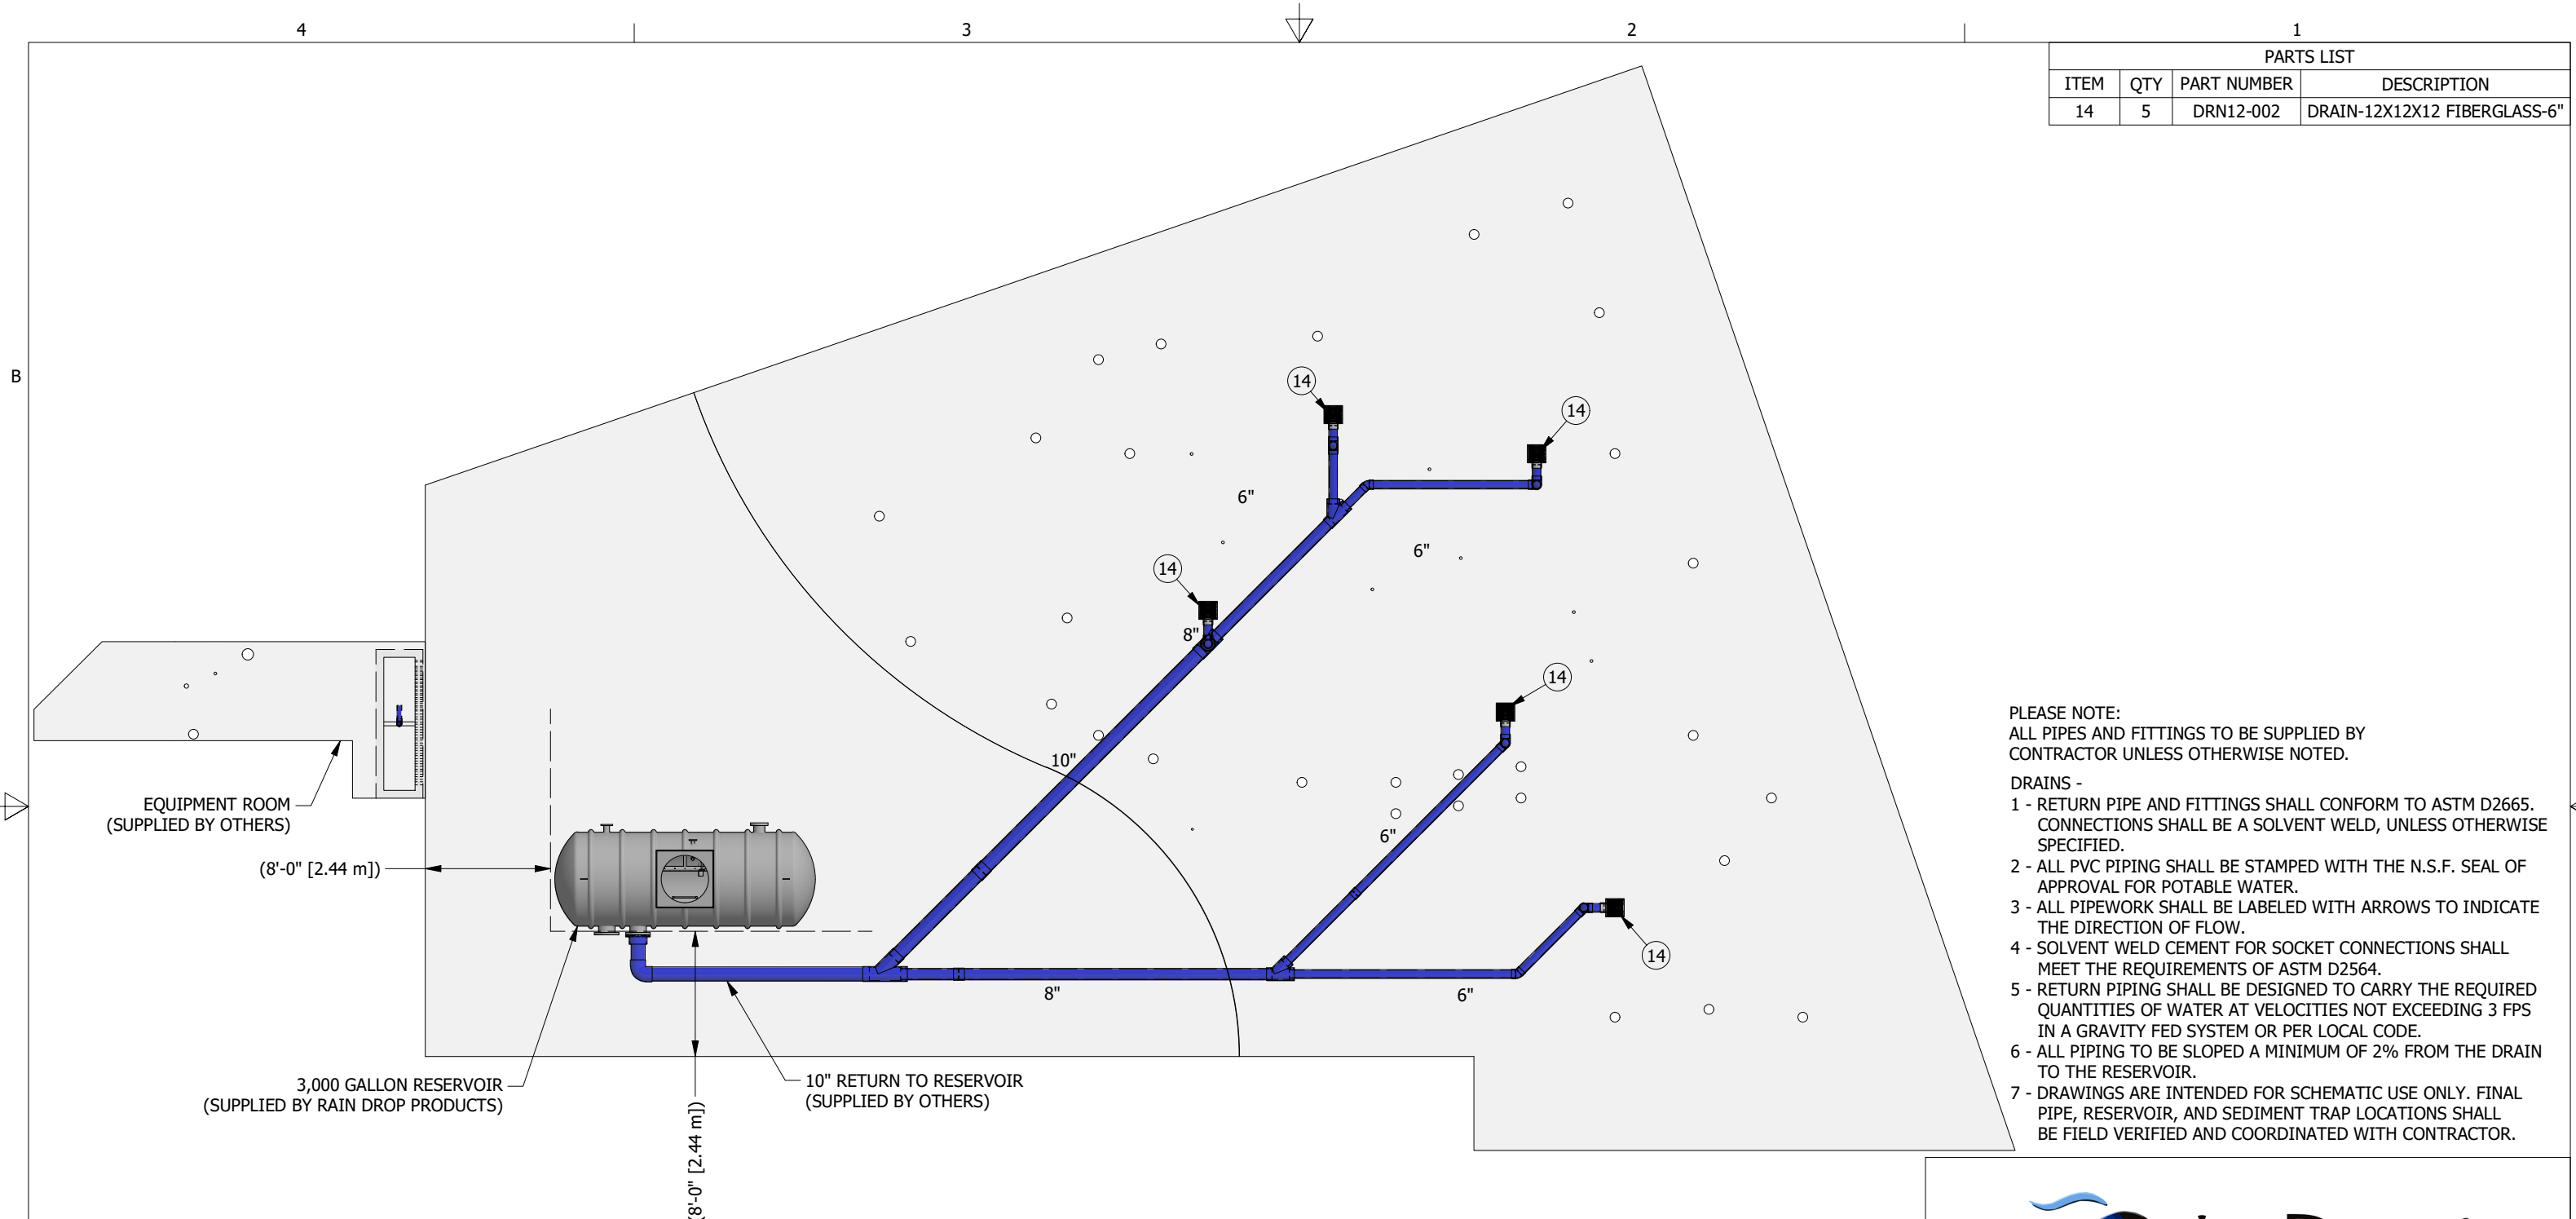 4 3 2 1
PARTS LIST
ITEM QTY PART NUMBER DESCRIPTION
14 5 DRN12-002 DRAIN-12X12X12 FIBERGLASS-6"
B
14
14
6"
6"
14
8"
14
10"
6"
EQUIPMENT ROOM
(SUPPLIED BY OTHERS)
(8'-0" [2.44 m])
14
8"
6"
3,000 GALLON RESERVOIR
(SUPPLIED BY RAIN DROP PRODUCTS)
(8'-0" [2.44 m])
10" RETURN TO RESERVOIR
(SUPPLIED BY OTHERS)
PLEASE NOTE:
ALL PIPES AND FITTINGS TO BE SUPPLIED BY
CONTRACTOR UNLESS OTHERWISE NOTED.
DRAINS -
1 - RETURN PIPE AND FITTINGS SHALL CONFORM TO ASTM D2665.
CONNECTIONS SHALL BE A SOLVENT WELD, UNLESS OTHERWISE
SPECIFIED.
2 - ALL PVC PIPING SHALL BE STAMPED WITH THE N.S.F. SEAL OF
APPROVAL FOR POTABLE WATER.
3 - ALL PIPEWORK SHALL BE LABELED WITH ARROWS TO INDICATE
THE DIRECTION OF FLOW.
4 - SOLVENT WELD CEMENT FOR SOCKET CONNECTIONS SHALL
MEET THE REQUIREMENTS OF ASTM D2564.
5 - RETURN PIPING SHALL BE DESIGNED TO CARRY THE REQUIRED
QUANTITIES OF WATER AT VELOCITIES NOT EXCEEDING 3 FPS
IN A GRAVITY FED SYSTEM OR PER LOCAL CODE.
6 - ALL PIPING TO BE SLOPED A MINIMUM OF 2% FROM THE DRAIN
TO THE RESERVOIR.
7 - DRAWINGS ARE INTENDED FOR SCHEMATIC USE ONLY. FINAL
PIPE, RESERVOIR, AND SEDIMENT TRAP LOCATIONS SHALL
BE FIELD VERIFIED AND COORDINATED WITH CONTRACTOR.